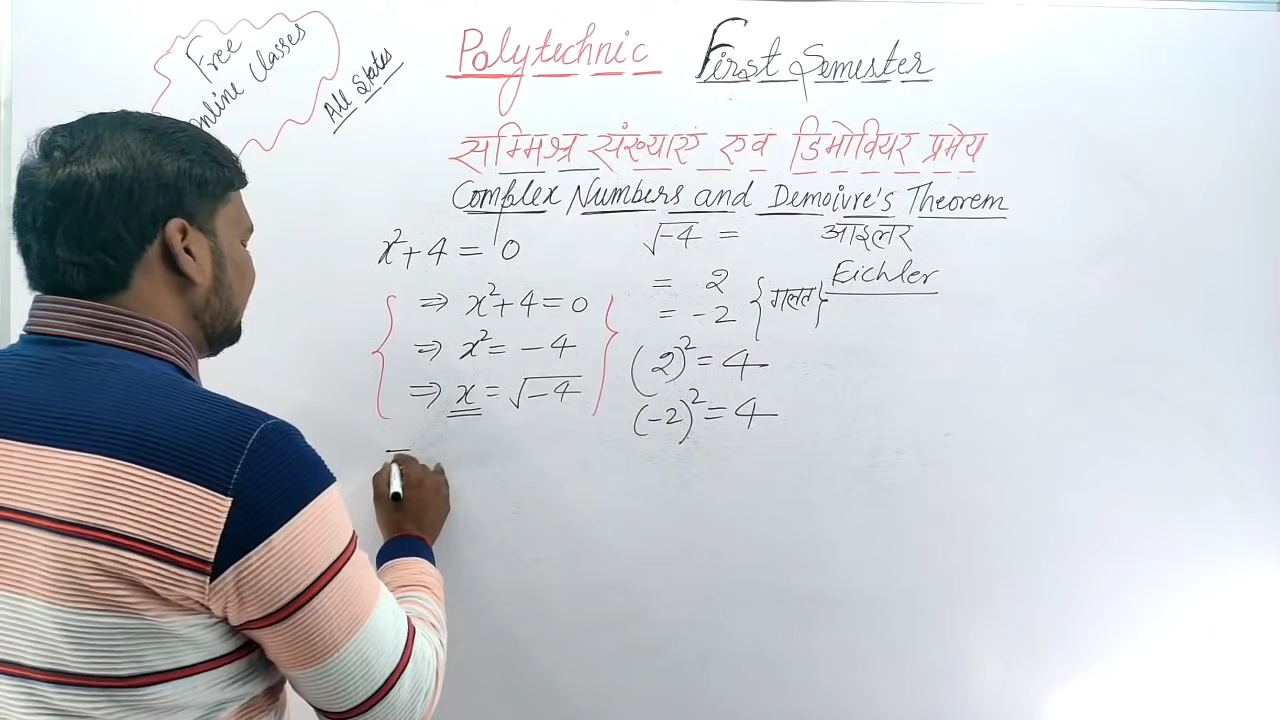 Free
Online Classes
All States
Polytechnic First Semester
सम्मिश्र संख्याएं एवं डिमोवियर प्रमेय
Complex Numbers and Demoivre's Theorem
x² + 4 = 0
⇒ x² + 4 = 0
⇒ x² = -4
⇒ x = √-4
√-4 =
= 2
= -2 {गलत}
(2)² = 4
(-2)² = 4
आइलर
Eichler